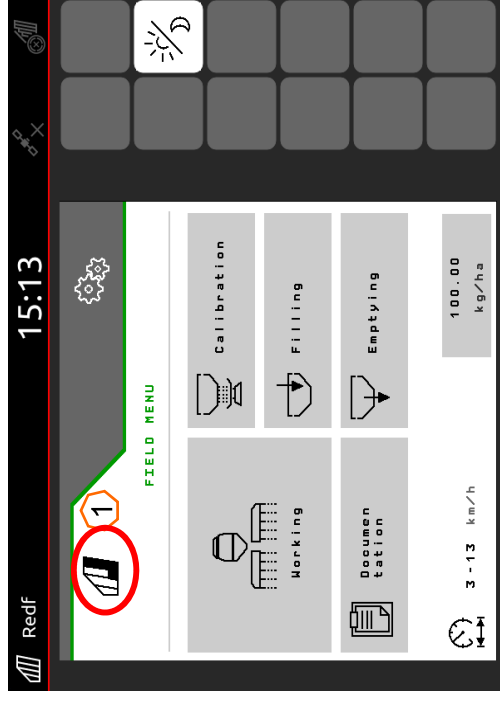 Redf
15:13
1
FIELD MENU
Working
Calibration
Filling
Documen
tation
Emptying
3-13 km/h
100.00
kg/ha